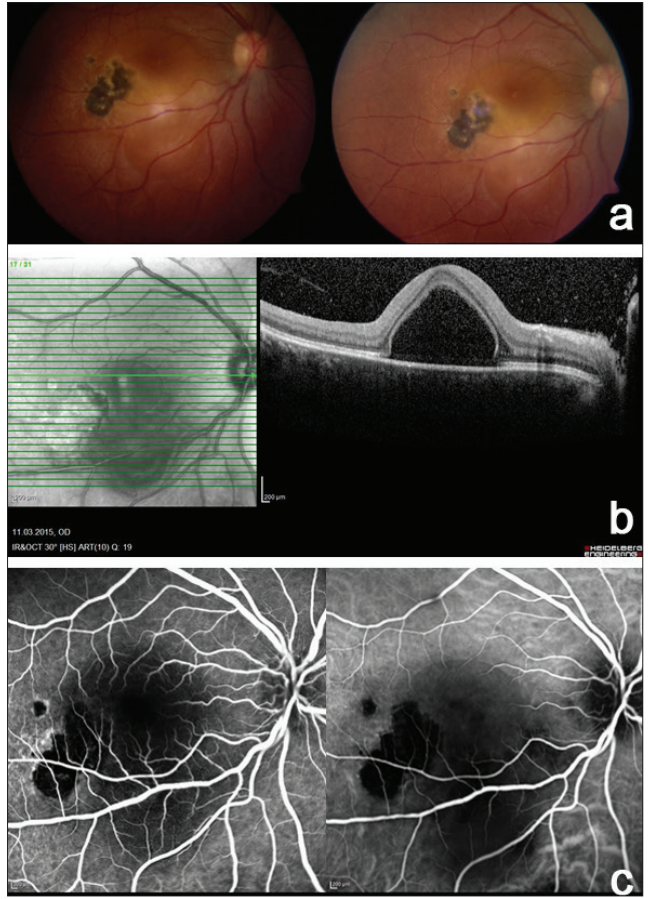 a
17 / 31
200 µm
200 µm
b
11.03.2015, OD
IR&OCT 30° [HS] ART(10) Q: 19
HEIDELBERG
ENGINEERING
200 µm
c